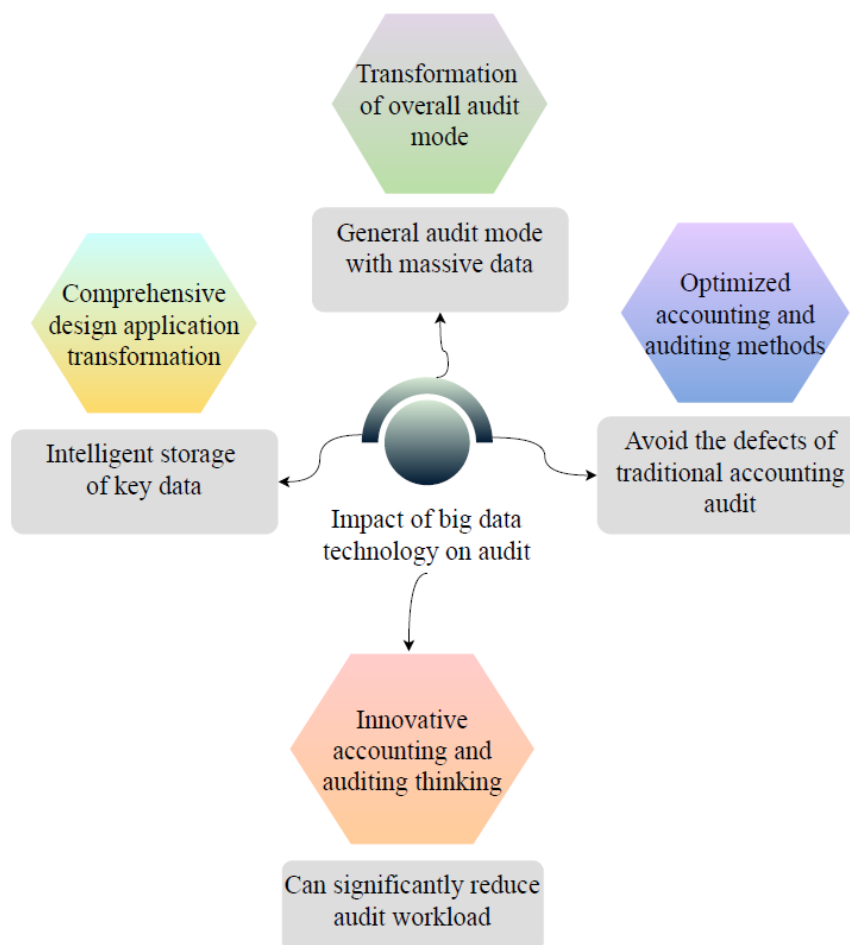 Transformation
of overall audit
mode
General audit mode
with massive data
Comprehensive
design application
transformation
Intelligent storage
of key data
Optimized
accounting and
auditing methods
Avoid the defects of
traditional accounting
audit
Impact of big data
technology on audit
Innovative
accounting and
auditing thinking
Can significantly reduce
audit workload